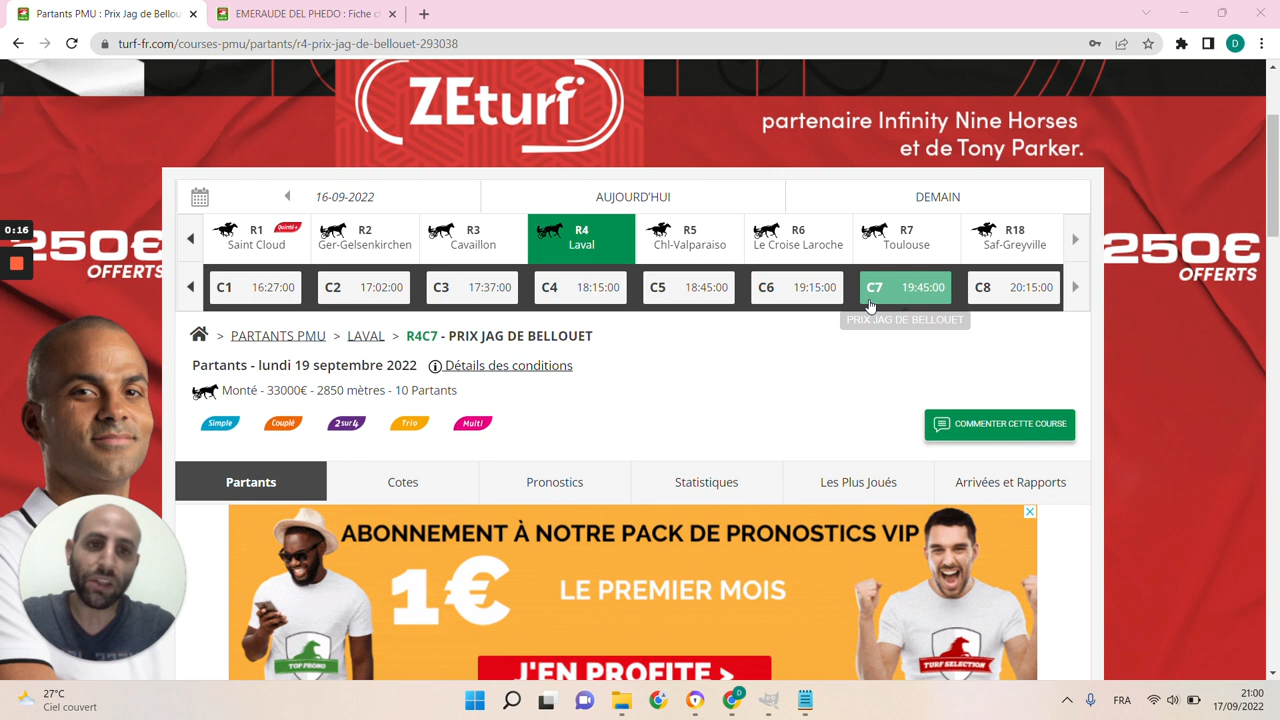 Partants PMU : Prix Jag de Bellou
EMERAUDE DEL PHEDO : Fiche c
turf-fr.com/courses-pmu/partants/r4-prix-jag-de-bellouet-293038
D
ZEturf
partenaire Infinity Nine Horses
et de Tony Parker.
16-09-2022
AUJOURD'HUI
DEMAIN
R1 Quinté+
Saint Cloud
R2
Ger-Gelsenkirchen
R3
Cavaillon
R4
Laval
R5
Chl-Valparaiso
R6
Le Croise Laroche
R7
Toulouse
R18
Saf-Greyville
0:16
250€
OFFERTS
250€
OFFERTS
C1 16:27:00
C2 17:02:00
C3 17:37:00
C4 18:15:00
C5 18:45:00
C6 19:15:00
C7 19:45:00
C8 20:15:00
PRIX JAG DE BELLOUET
> PARTANTS PMU > LAVAL > R4C7 - PRIX JAG DE BELLOUET
Partants - lundi 19 septembre 2022 Détails des conditions
Monté - 33000€ - 2850 mètres - 10 Partants
Simple Couplé 2sur4 Trio Multi
COMMENTER CETTE COURSE
Partants
Cotes
Pronostics
Statistiques
Les Plus Joués
Arrivées et Rapports
ABONNEMENT À NOTRE PACK DE PRONOSTICS VIP
1€ LE PREMIER MOIS
TOP PRONO
TURF SELECTION
J'EN PROFITE >
27°C
Ciel couvert
D
FRA
21:00
17/09/2022